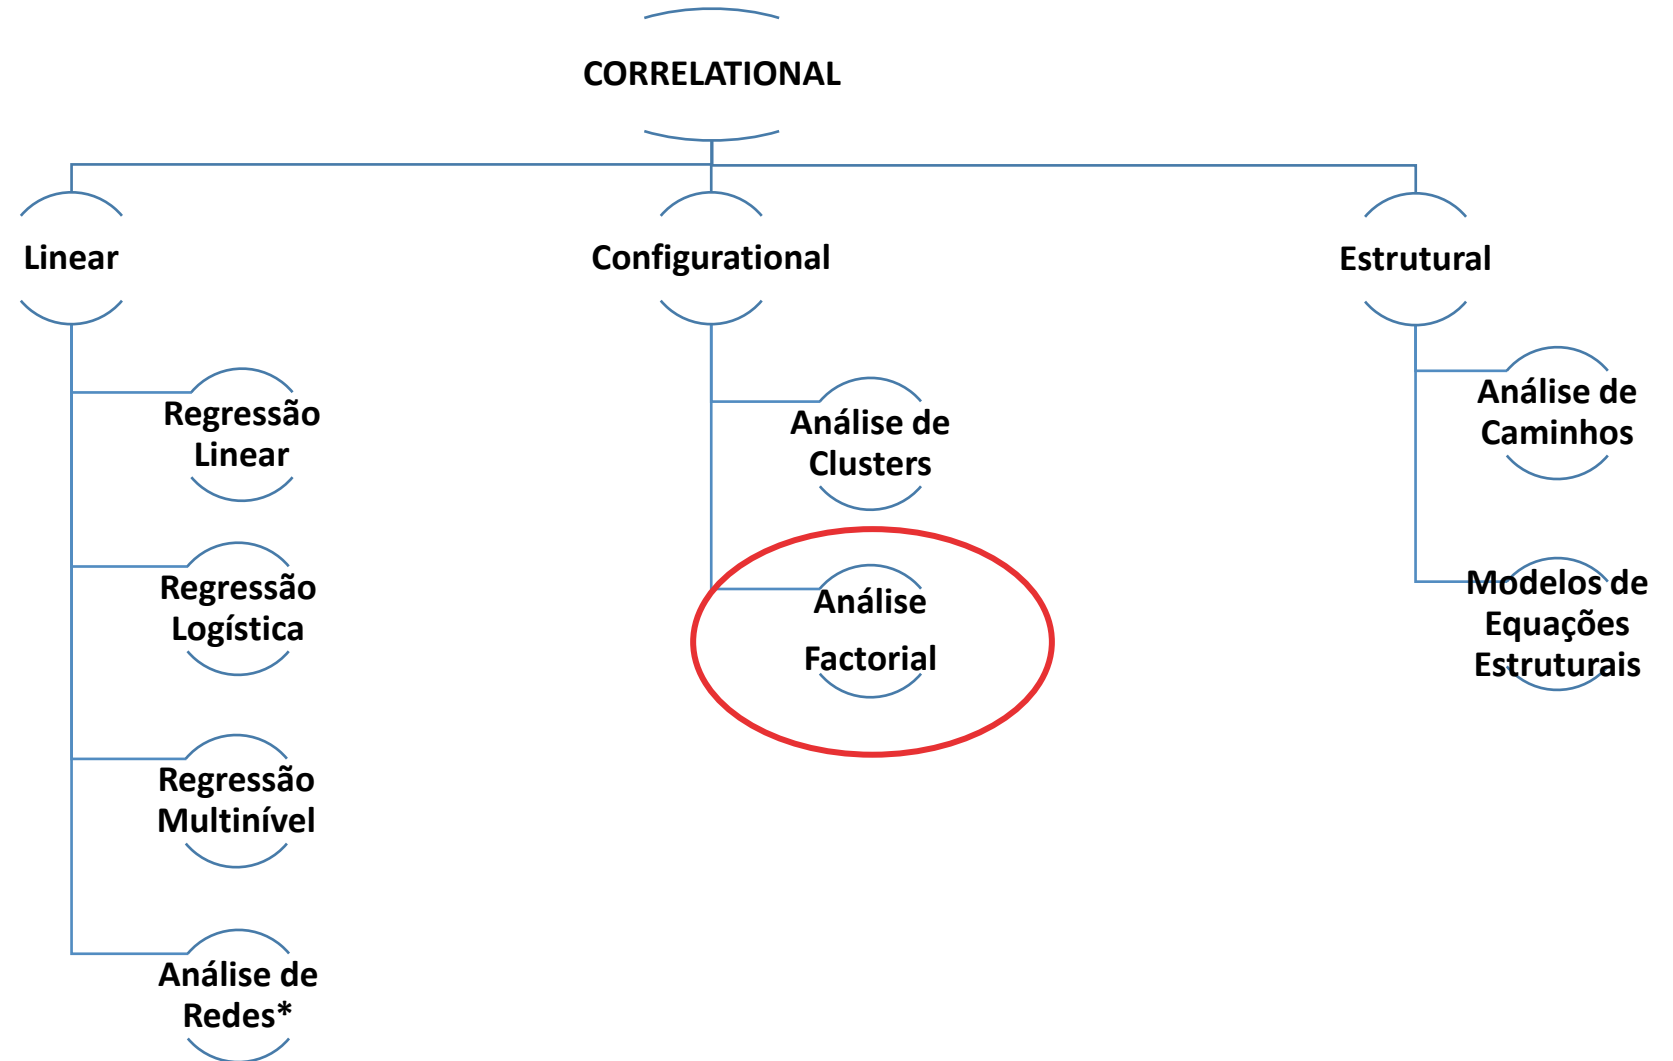 CORRELATIONAL
Linear
Configurational
Estrutural
Regressão
Linear
Regressão
Logística
Regressão
Multinível
Análise de
Redes*
Análise de
Clusters
Análise
Factorial
Análise de
Caminhos
Modelos de
Equações
Estruturais